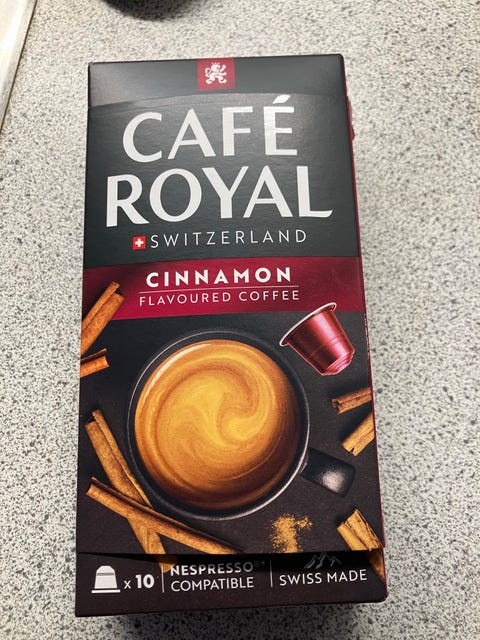 CAFÉ
ROYAL
SWITZERLAND
CINNAMON
FLAVOURED COFFEE
x 10
NESPRESSO®*
COMPATIBLE
SWISS MADE